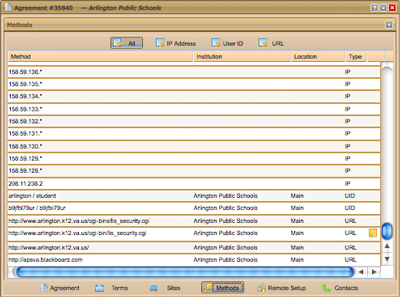 Agreement #35840 — Arlington Public Schools
Methods
All IP Address User ID URL
Method Institution Location Type
158.59.136.* IP
158.59.135.* IP
158.59.134.* IP
158.59.133.* IP
158.59.132.* IP
158.59.131.* IP
158.59.130.* IP
158.59.129.* IP
158.59.128.* IP
208.11.238.2 IP
arlington / student Arlington Public Schools Main UID
b9jfbl79ur / b9jfbl79ur Arlington Public Schools Main UID
http://www.arlington.k12.va.us/cgi-bins/lis_security.cgi Arlington Public Schools Main URL
http://www.arlington.k12.va.us/cgi-bin/lis_security.cgi Arlington Public Schools Main URL
http://www.arlington.k12.va.us/ Arlington Public Schools Main URL
http://apsva.blackboard.com Arlington Public Schools Main URL
Agreement Terms Sites Methods Remote Setup Contacts